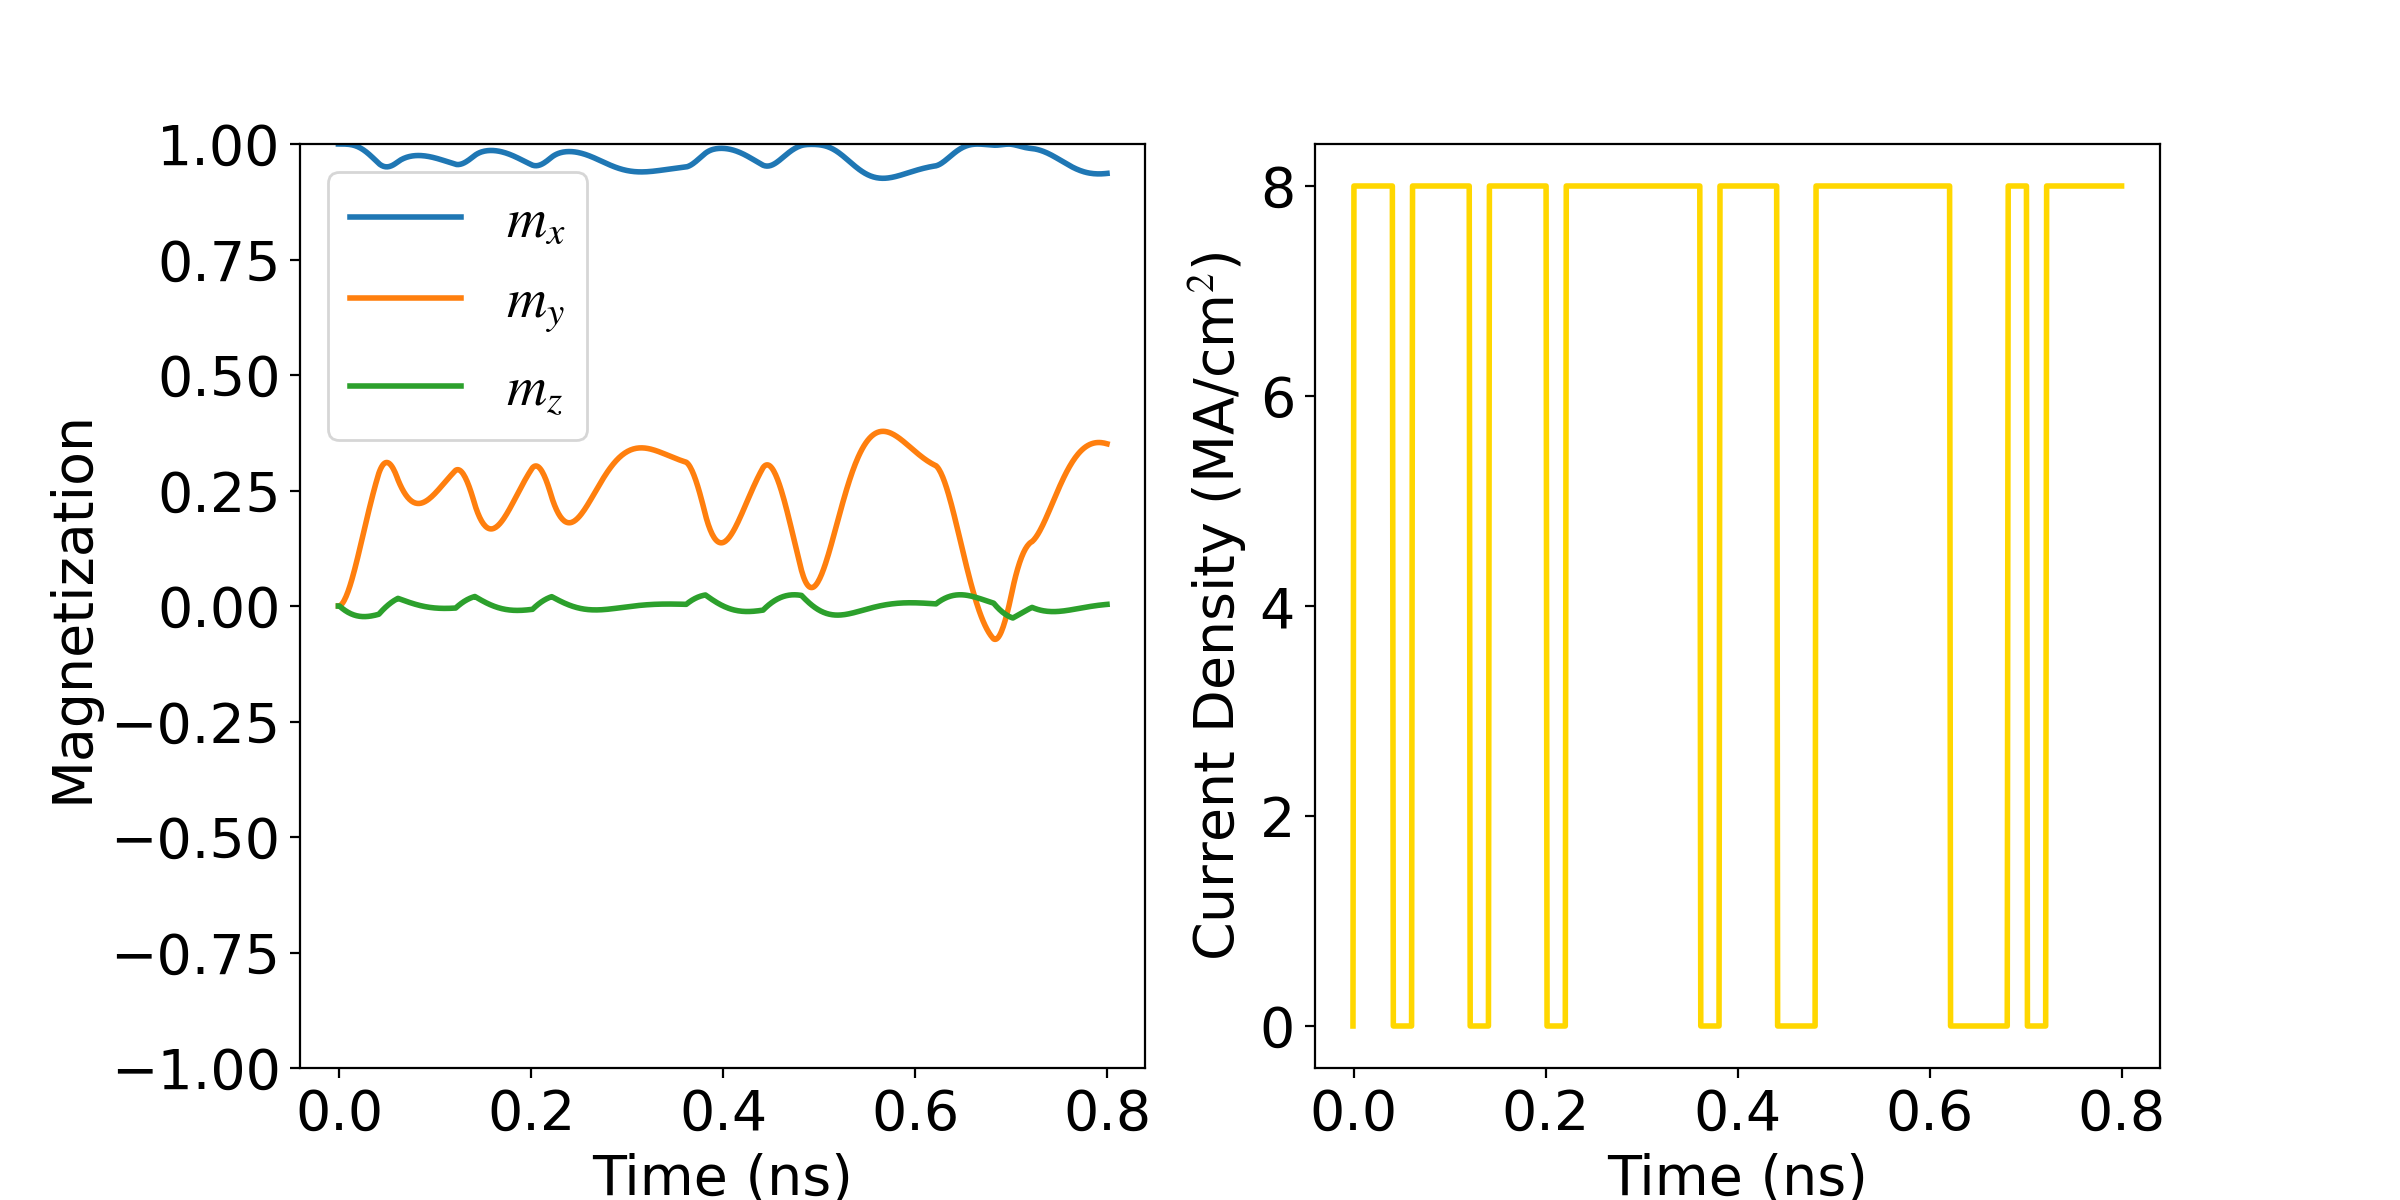 1.00
0.75
0.50
0.25
0.00
−0.25
−0.50
−0.75
−1.00
Magnetization
m_x
m_y
m_z
0.0 0.2 0.4 0.6 0.8
Time (ns)
8
6
4
2
0
Current Density (MA/cm²)
0.0 0.2 0.4 0.6 0.8
Time (ns)